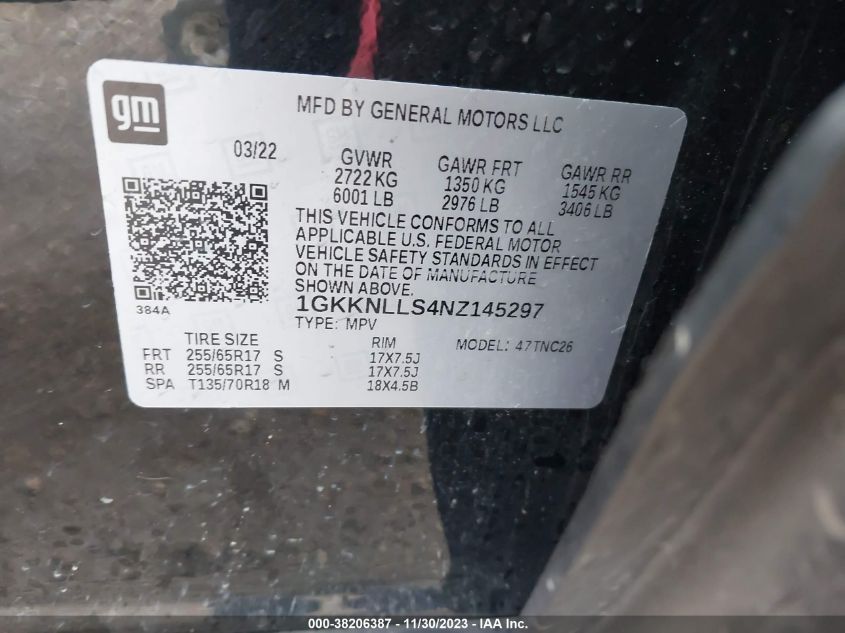 gm
MFD BY GENERAL MOTORS LLC
03/22
GVWR GAWR FRT GAWR RR
2722 KG 1350 KG 1545 KG
6001 LB 2976 LB 3406 LB
THIS VEHICLE CONFORMS TO ALL
APPLICABLE U.S. FEDERAL MOTOR
VEHICLE SAFETY STANDARDS IN EFFECT
ON THE DATE OF MANUFACTURE
SHOWN ABOVE.
384A
1GKKNLLS4NZ145297
TYPE: MPV
TIRE SIZE RIM MODEL: 47TNC26
FRT 255/65R17 S 17X7.5J
RR 255/65R17 S 17X7.5J
SPA T135/70R18 M 18X4.5B
000-38206387 - 11/30/2023 - IAA Inc.